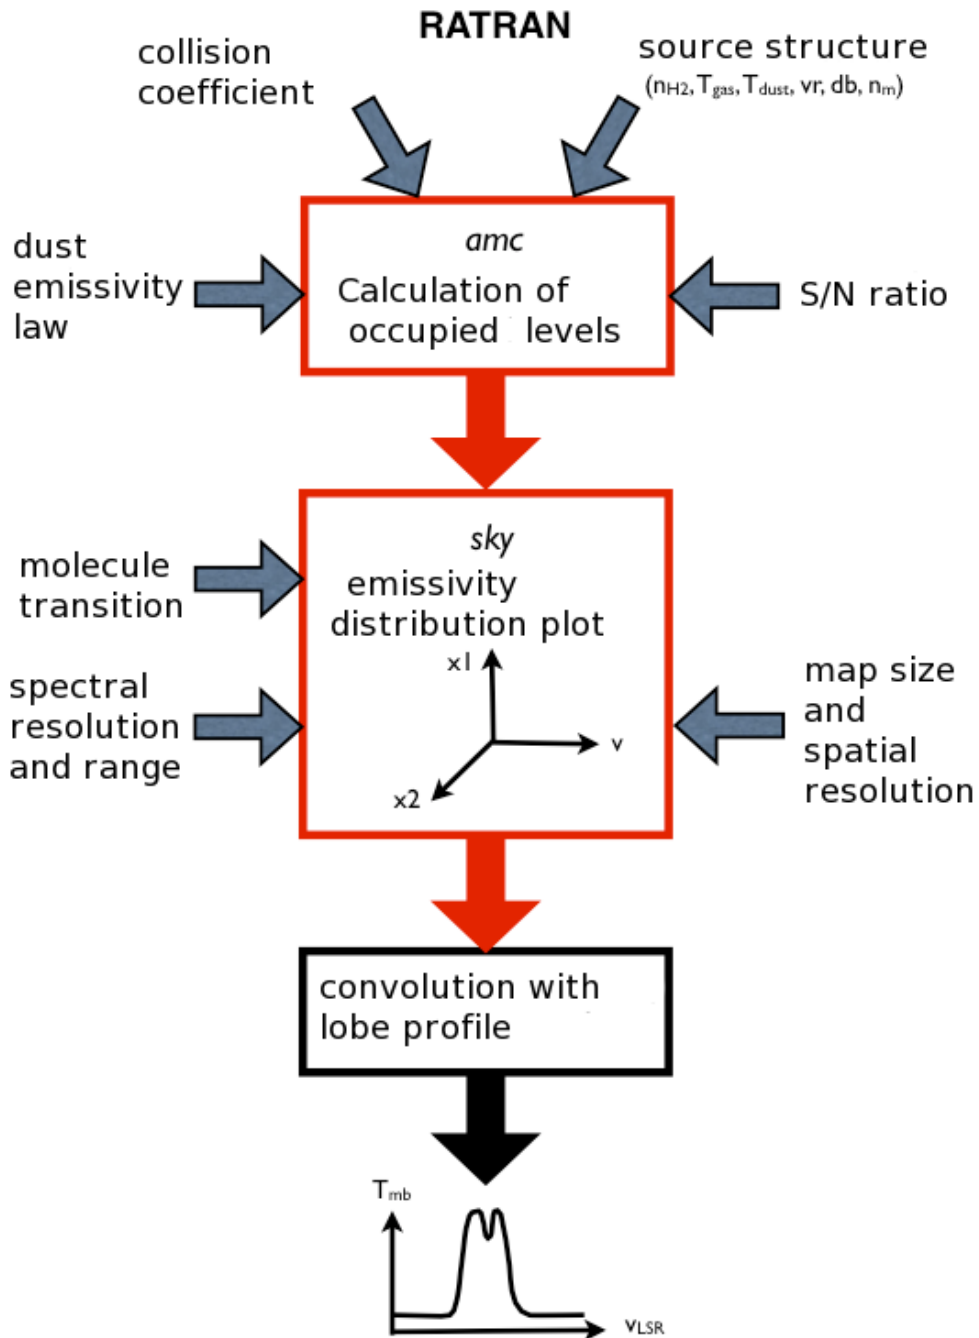 RATRAN
collision
coefficient
source structure
(nH2, Tgas, Tdust, vr, db, nm)
amc
Calculation of
occupied levels
dust
emissivity
law
S/N ratio
sky
emissivity
distribution plot
x1
v
x2
molecule
transition
spectral
resolution
and range
map size
and
spatial
resolution
convolution with
lobe profile
Tmb
vLSR